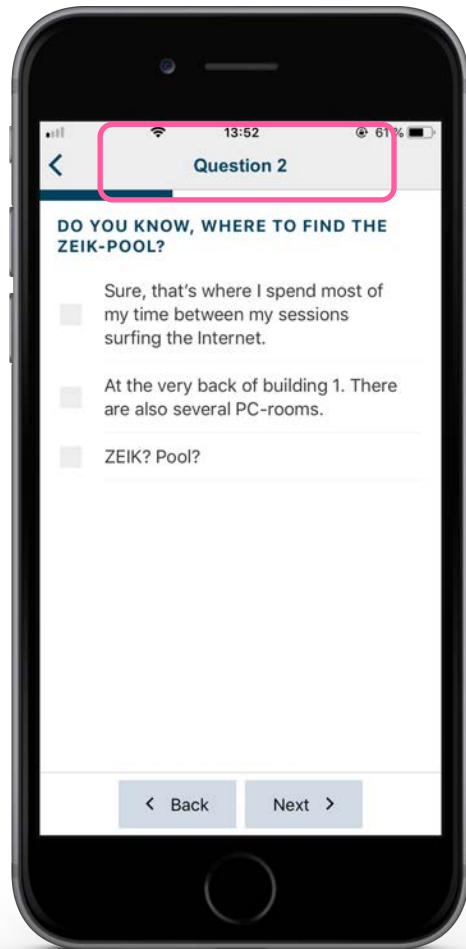 13:52 61 %
Question 2
DO YOU KNOW, WHERE TO FIND THE
ZEIK-POOL?
Sure, that's where I spend most of
my time between my sessions
surfing the Internet.
At the very back of building 1. There
are also several PC-rooms.
ZEIK? Pool?
Back Next